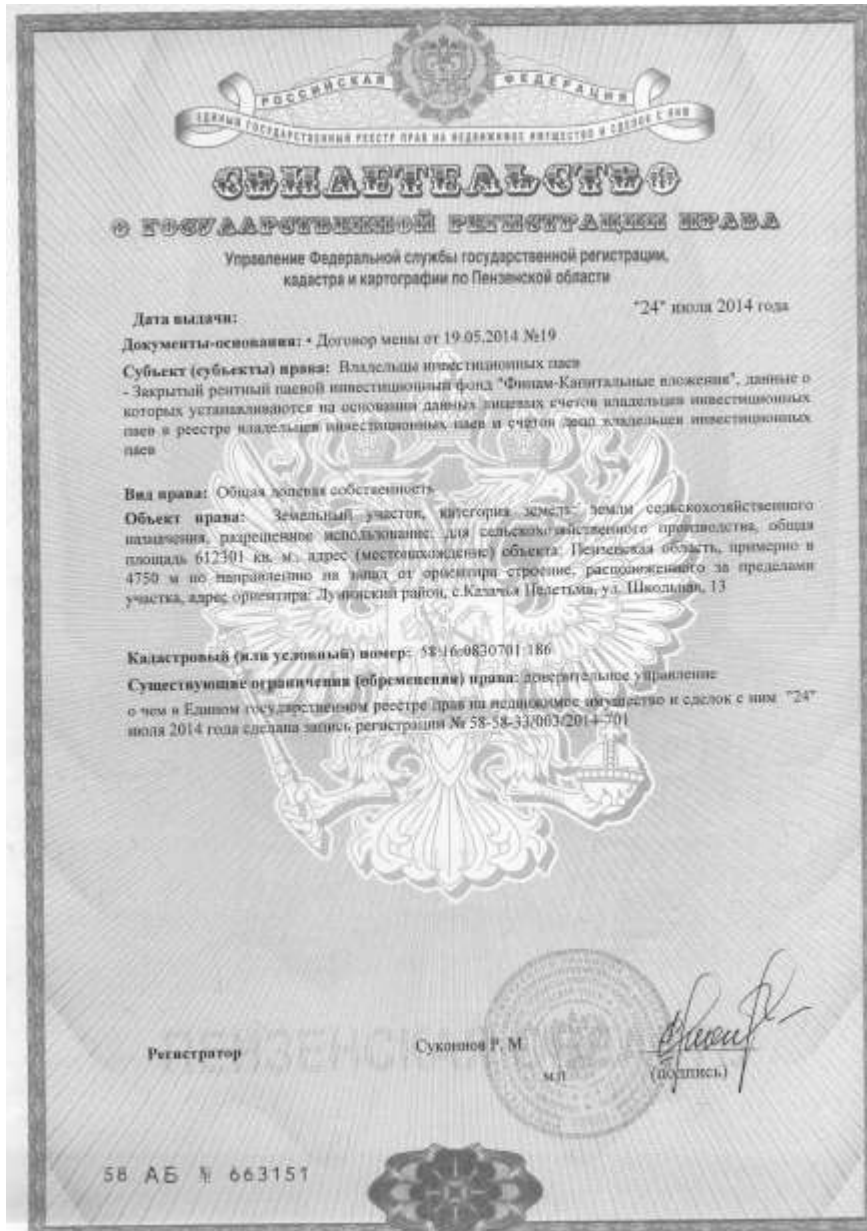 РОССИЙСКАЯ ФЕДЕРАЦИЯ
ЕДИНЫЙ ГОСУДАРСТВЕННЫЙ РЕЕСТР ПРАВ НА НЕДВИЖИМОЕ ИМУЩЕСТВО И СДЕЛОК С НИМ
СВИДЕТЕЛЬСТВО
О ГОСУДАРСТВЕННОЙ РЕГИСТРАЦИИ ПРАВА
Управление Федеральной службы государственной регистрации,
кадастра и картографии по Пензенской области
Дата выдачи: "24" июля 2014 года
Документы-основания: • Договор мены от 19.05.2014 №19
Субъект (субъекты) права: Владельцы инвестиционных паев
- Закрытый рентный паевой инвестиционный фонд "Финам-Капитальные вложения", данные о
которых устанавливаются на основании данных лицевых счетов владельцев инвестиционных
паев в реестре владельцев инвестиционных паев и счетов депо владельцев инвестиционных
паев
Вид права: Общая долевая собственность
Объект права: Земельный участок, категория земель: земли сельскохозяйственного
назначения, разрешенное использование: для сельскохозяйственного производства, общая
площадь 612301 кв. м., адрес (местонахождение) объекта: Пензенская область, примерно в
4750 м по направлению на запад от ориентира строение, расположенного за пределами
участка, адрес ориентира: Лунинский район, с.Казачья Пелетьма, ул. Школьная, 13
Кадастровый (или условный) номер: 58:16:0830701:186
Существующие ограничения (обременения) права: доверительное управление
о чем в Едином государственном реестре прав на недвижимое имущество и сделок с ним "24"
июля 2014 года сделана запись регистрации № 58-58-33/003/2014-701
Регистратор Суконнов Р. М.
м.п. (подпись)
58 АБ № 663151